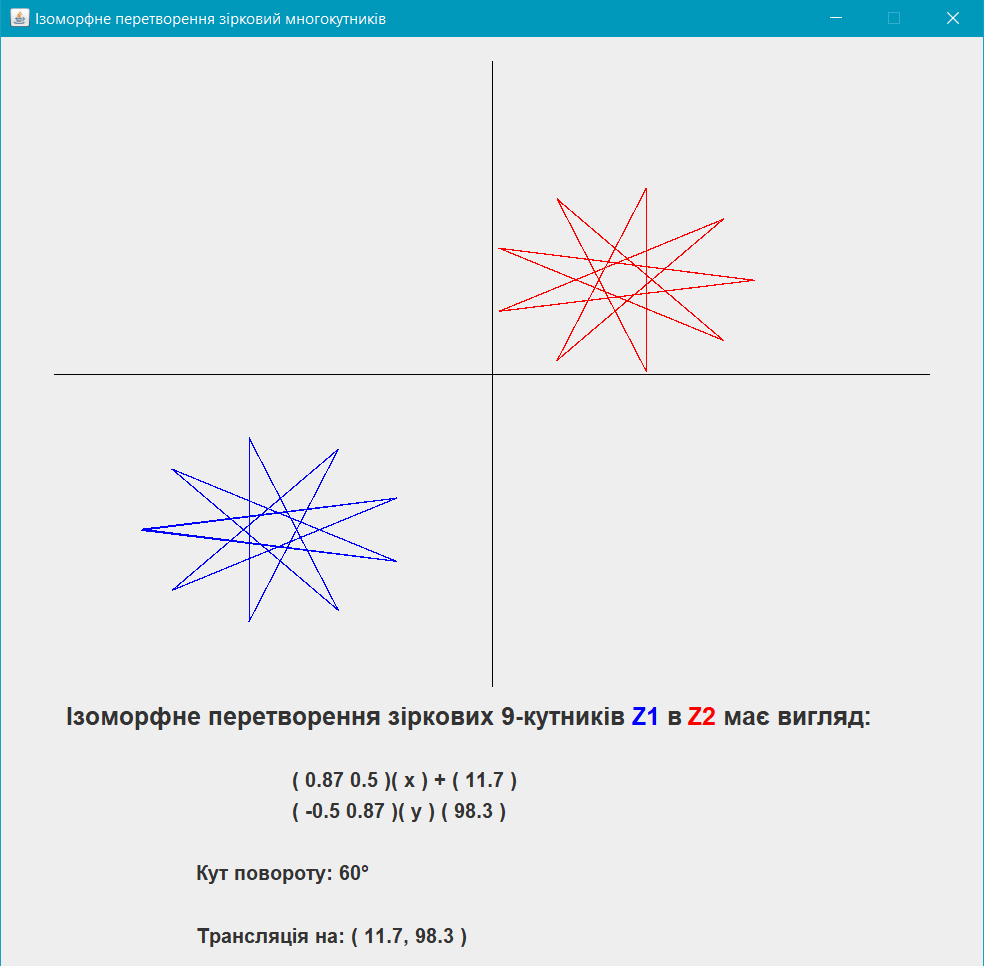 Ізоморфне перетворення зірковий многокутників
Ізоморфне перетворення зіркових 9-кутників Z1 в Z2 має вигляд:
( 0.87 0.5 )( x ) + ( 11.7 )
( -0.5 0.87 )( y ) ( 98.3 )
Кут повороту: 60°
Трансляція на: ( 11.7, 98.3 )